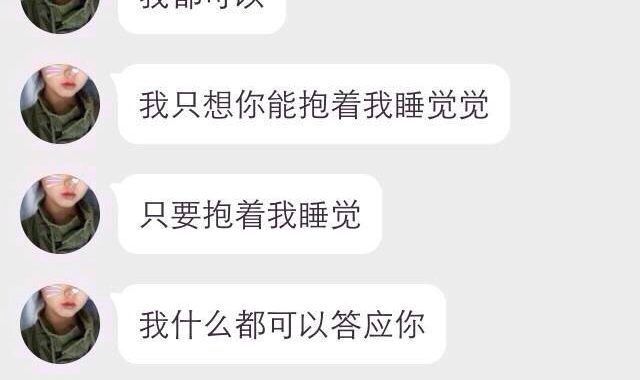 我都可以
我只想你能抱着我睡觉觉
只要抱着我睡觉
我什么都可以答应你